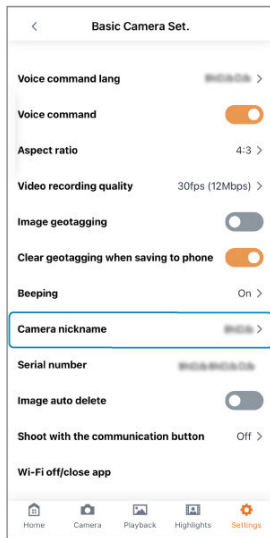 Basic Camera Set.
Voice command lang
Voice command
Aspect ratio 4:3
Video recording quality 30fps (12Mbps)
Image geotagging
Clear geotagging when saving to phone
Beeping On
Camera nickname
Serial number
Image auto delete
Shoot with the communication button Off
Wi-Fi off/close app
Home Camera Playback Highlights Settings